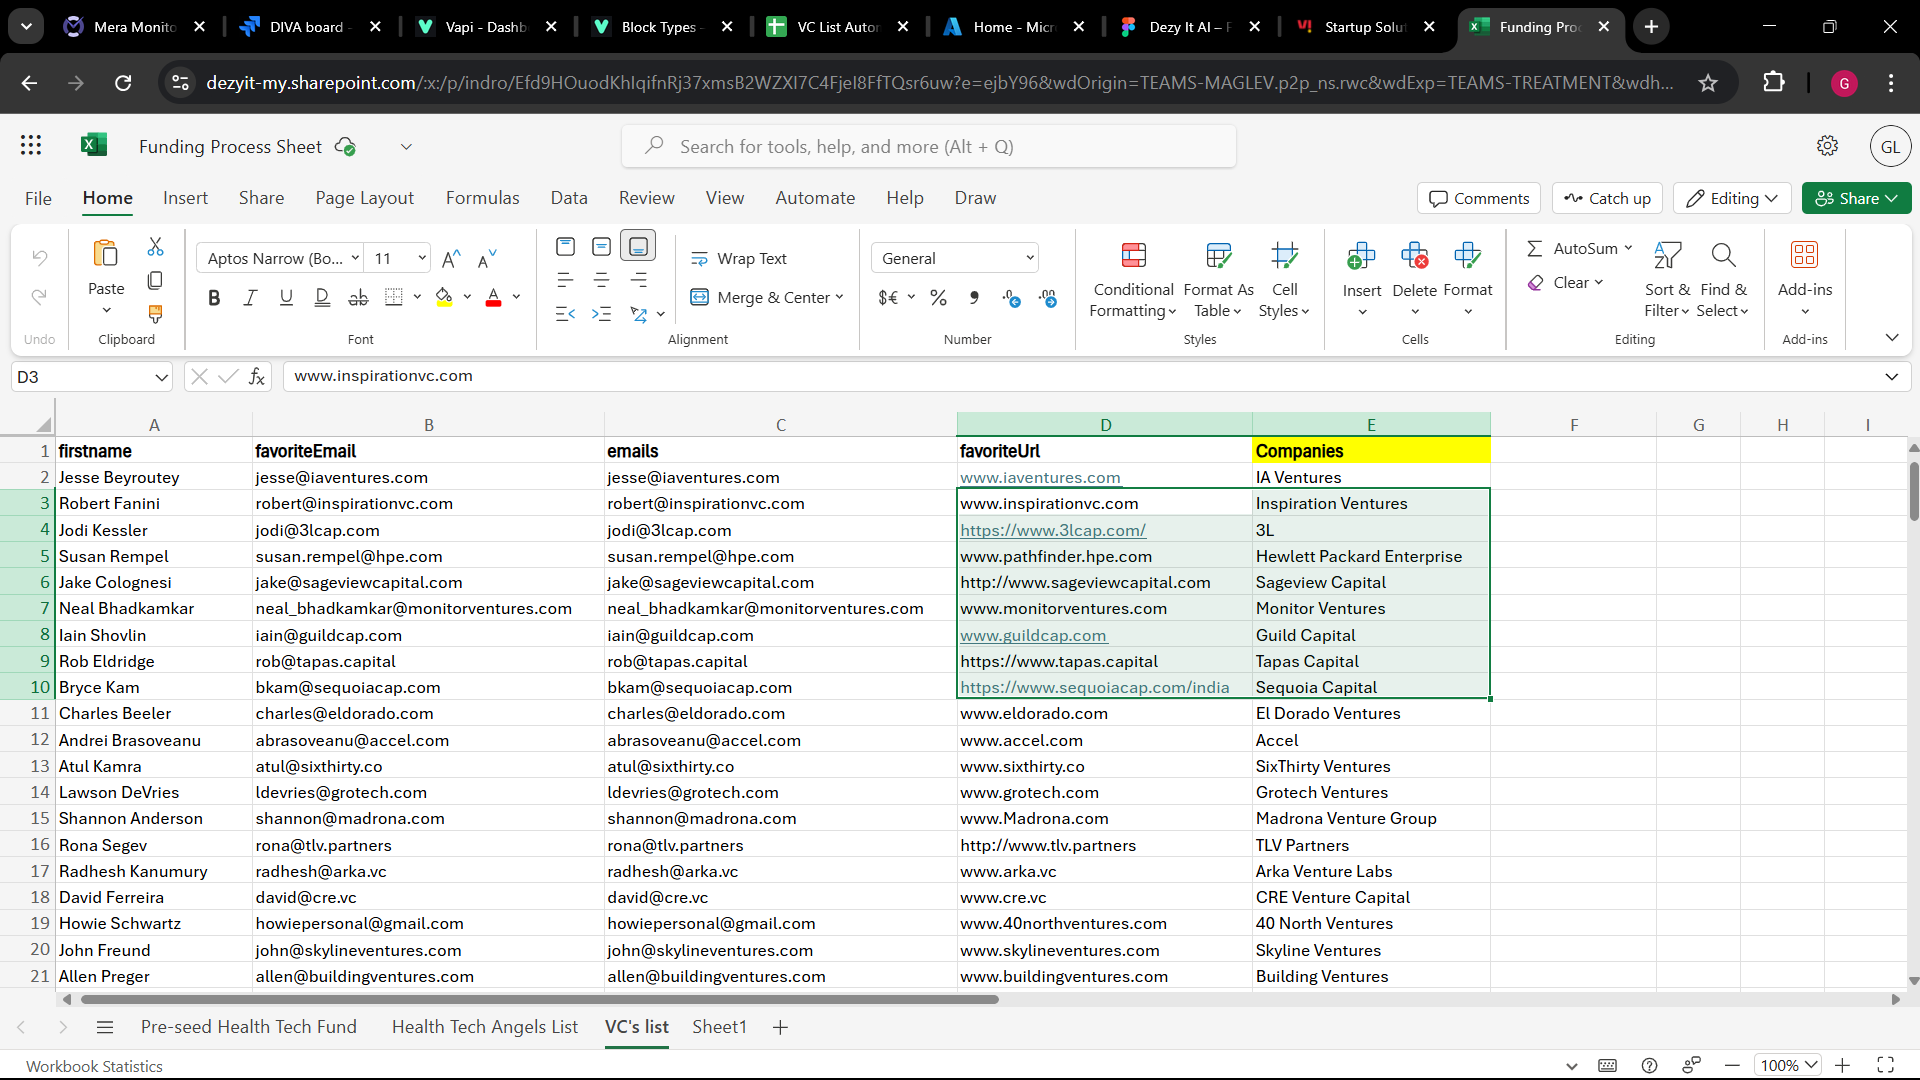 Mera Monito
DIVA board -
Vapi - Dashb
Block Types -
VC List Auto
Home - Micr
Dezy It AI – F
Startup Solut
Funding Proc
dezyit-my.sharepoint.com/:x:/p/indro/Efd9HOuodKhIqifnRj37xmsB2WZXI7C4FjeI8FfTQsr6uw?e=ejbY96&wdOrigin=TEAMS-MAGLEV.p2p_ns.rwc&wdExp=TEAMS-TREATMENT&wdh...
G
Funding Process Sheet
Search for tools, help, and more (Alt + Q)
GL
File Home Insert Share Page Layout Formulas Data Review View Automate Help Draw
Comments Catch up Editing Share
Undo
Paste
Clipboard
Aptos Narrow (Bo... 11
Font
Wrap Text
Merge & Center
Alignment
General
Number
Conditional Formatting
Format As Table
Cell Styles
Styles
Insert Delete Format
Cells
AutoSum
Clear
Sort & Filter
Find & Select
Editing
Add-ins
Add-ins
D3 fx www.inspirationvc.com
A B C D E F G H I
1 firstname favoriteEmail emails favoriteUrl Companies
2 Jesse Beyroutey jesse@iaventures.com jesse@iaventures.com www.iaventures.com IA Ventures
3 Robert Fanini robert@inspirationvc.com robert@inspirationvc.com www.inspirationvc.com Inspiration Ventures
4 Jodi Kessler jodi@3lcap.com jodi@3lcap.com https://www.3lcap.com/ 3L
5 Susan Rempel susan.rempel@hpe.com susan.rempel@hpe.com www.pathfinder.hpe.com Hewlett Packard Enterprise
6 Jake Colognesi jake@sageviewcapital.com jake@sageviewcapital.com http://www.sageviewcapital.com Sageview Capital
7 Neal Bhadkamkar neal_bhadkamkar@monitorventures.com neal_bhadkamkar@monitorventures.com www.monitorventures.com Monitor Ventures
8 Iain Shovlin iain@guildcap.com iain@guildcap.com www.guildcap.com Guild Capital
9 Rob Eldridge rob@tapas.capital rob@tapas.capital https://www.tapas.capital Tapas Capital
10 Bryce Kam bkam@sequoiacap.com bkam@sequoiacap.com https://www.sequoiacap.com/india Sequoia Capital
11 Charles Beeler charles@eldorado.com charles@eldorado.com www.eldorado.com El Dorado Ventures
12 Andrei Brasoveanu abrasoveanu@accel.com abrasoveanu@accel.com www.accel.com Accel
13 Atul Kamra atul@sixthirty.co atul@sixthirty.co www.sixthirty.co SixThirty Ventures
14 Lawson DeVries ldevries@grotech.com ldevries@grotech.com www.grotech.com Grotech Ventures
15 Shannon Anderson shannon@madrona.com shannon@madrona.com www.Madrona.com Madrona Venture Group
16 Rona Segev rona@tlv.partners rona@tlv.partners http://www.tlv.partners TLV Partners
17 Radhesh Kanumury radhesh@arka.vc radhesh@arka.vc www.arka.vc Arka Venture Labs
18 David Ferreira david@cre.vc david@cre.vc www.cre.vc CRE Venture Capital
19 Howie Schwartz howiepersonal@gmail.com howiepersonal@gmail.com www.40northventures.com 40 North Ventures
20 John Freund john@skylineventures.com john@skylineventures.com www.skylineventures.com Skyline Ventures
21 Allen Preger allen@buildingventures.com allen@buildingventures.com www.buildingventures.com Building Ventures
Pre-seed Health Tech Fund Health Tech Angels List VC's list Sheet1
Workbook Statistics 100%